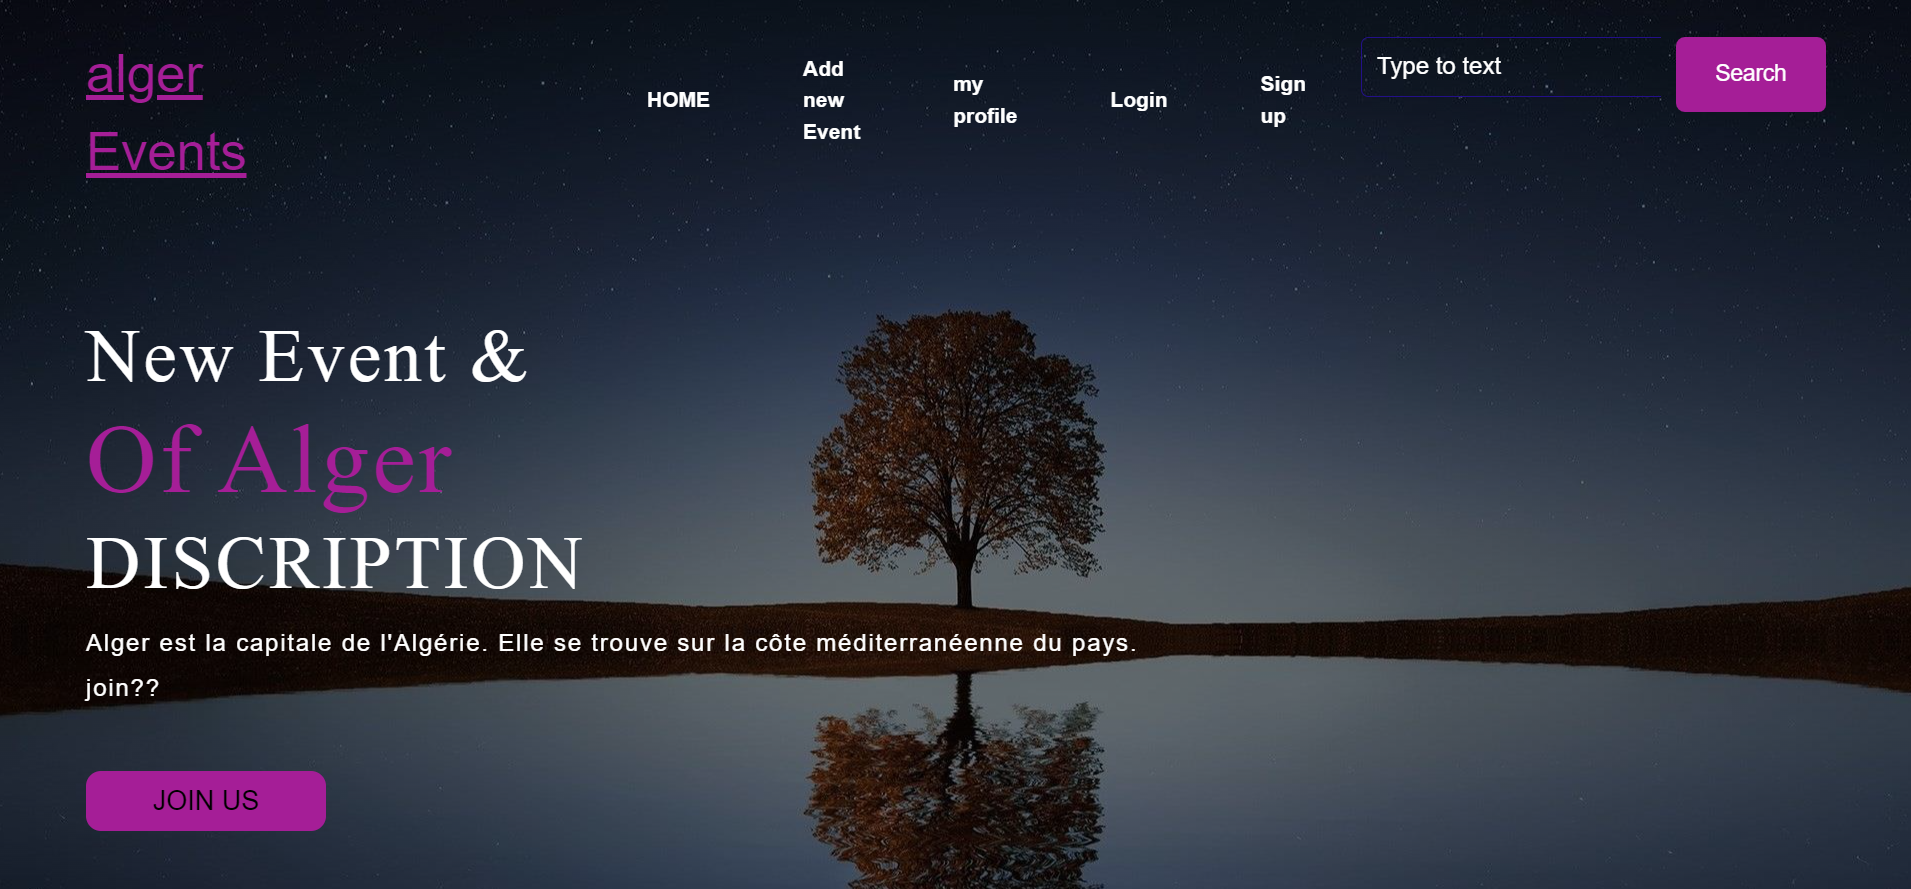 alger
Events
HOME
Add
new
Event
my
profile
Login
Sign
up
Type to text
Search
New Event &
Of Alger
DISCRIPTION
Alger est la capitale de l'Algérie. Elle se trouve sur la côte méditerranéenne du pays.
join??
JOIN US